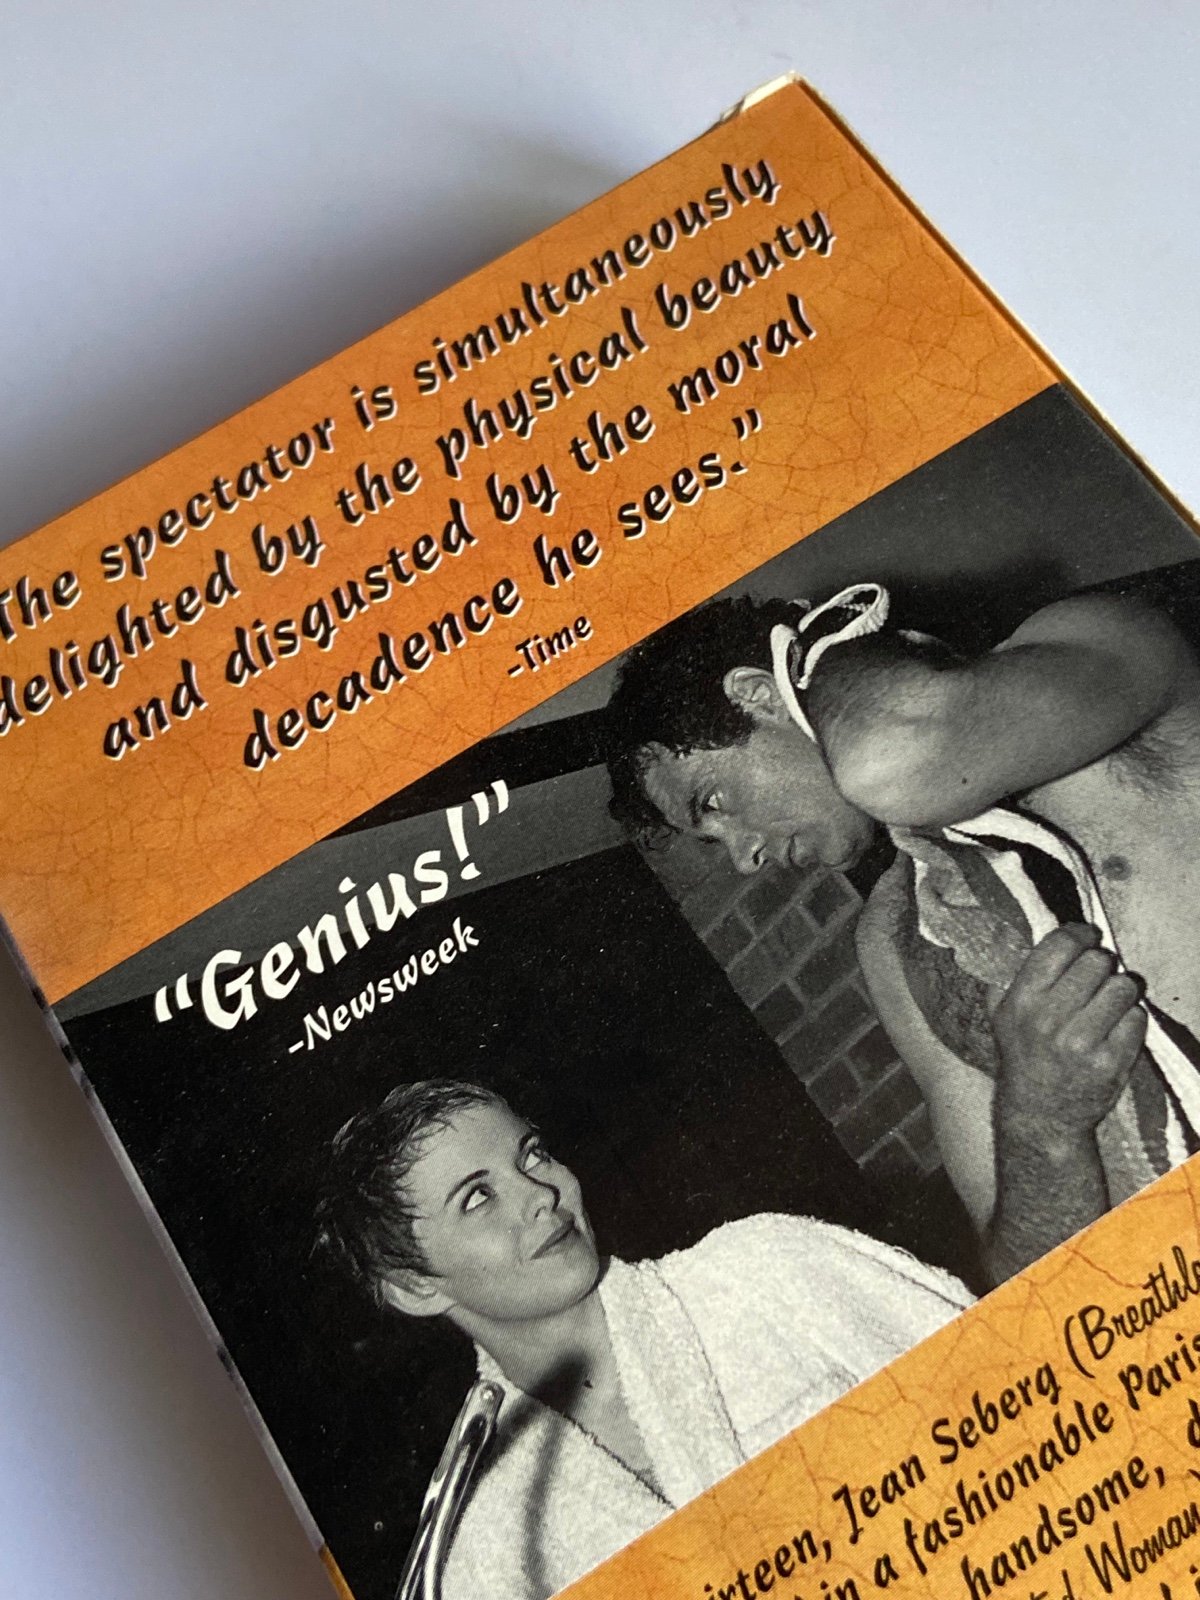 The spectator is simultaneously
delighted by the physical beauty
and disgusted by the moral
decadence he sees.”
-Time
“Genius!”
-Newsweek
Jean Seberg (
in a fashionable
handsome,
Woman